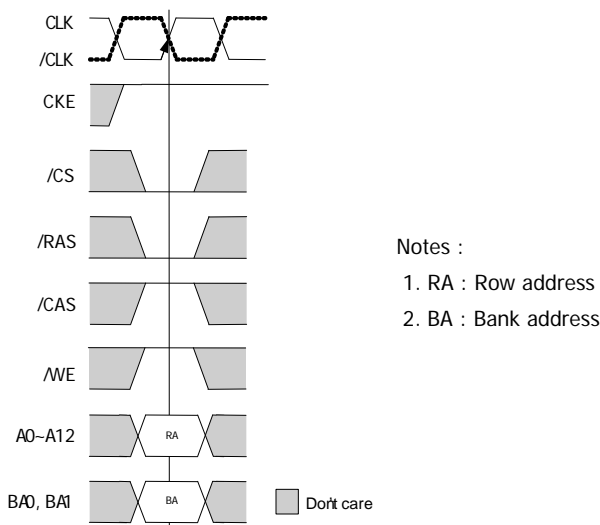 CLK
/CLK
CKE
/CS
/RAS
/CAS
/WE
A0~A12
RA
BA0, BA1
BA
Don't care
Notes :
1. RA : Row address
2. BA : Bank address